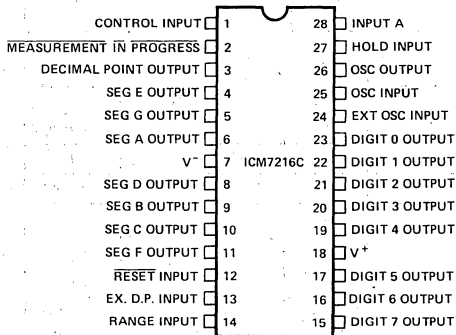 CONTROL INPUT 1 28 INPUT A
MEASUREMENT IN PROGRESS 2 27 HOLD INPUT
DECIMAL POINT OUTPUT 3 26 OSC OUTPUT
SEG E OUTPUT 4 25 OSC INPUT
SEG G OUTPUT 5 24 EXT OSC INPUT
SEG A OUTPUT 6 23 DIGIT 0 OUTPUT
V- 7 ICM7216C 22 DIGIT 1 OUTPUT
SEG D OUTPUT 8 21 DIGIT 2 OUTPUT
SEG B OUTPUT 9 20 DIGIT 3 OUTPUT
SEG C OUTPUT 10 19 DIGIT 4 OUTPUT
SEG F OUTPUT 11 18 V+
RESET INPUT 12 17 DIGIT 5 OUTPUT
EX. D.P. INPUT 13 16 DIGIT 6 OUTPUT
RANGE INPUT 14 15 DIGIT 7 OUTPUT